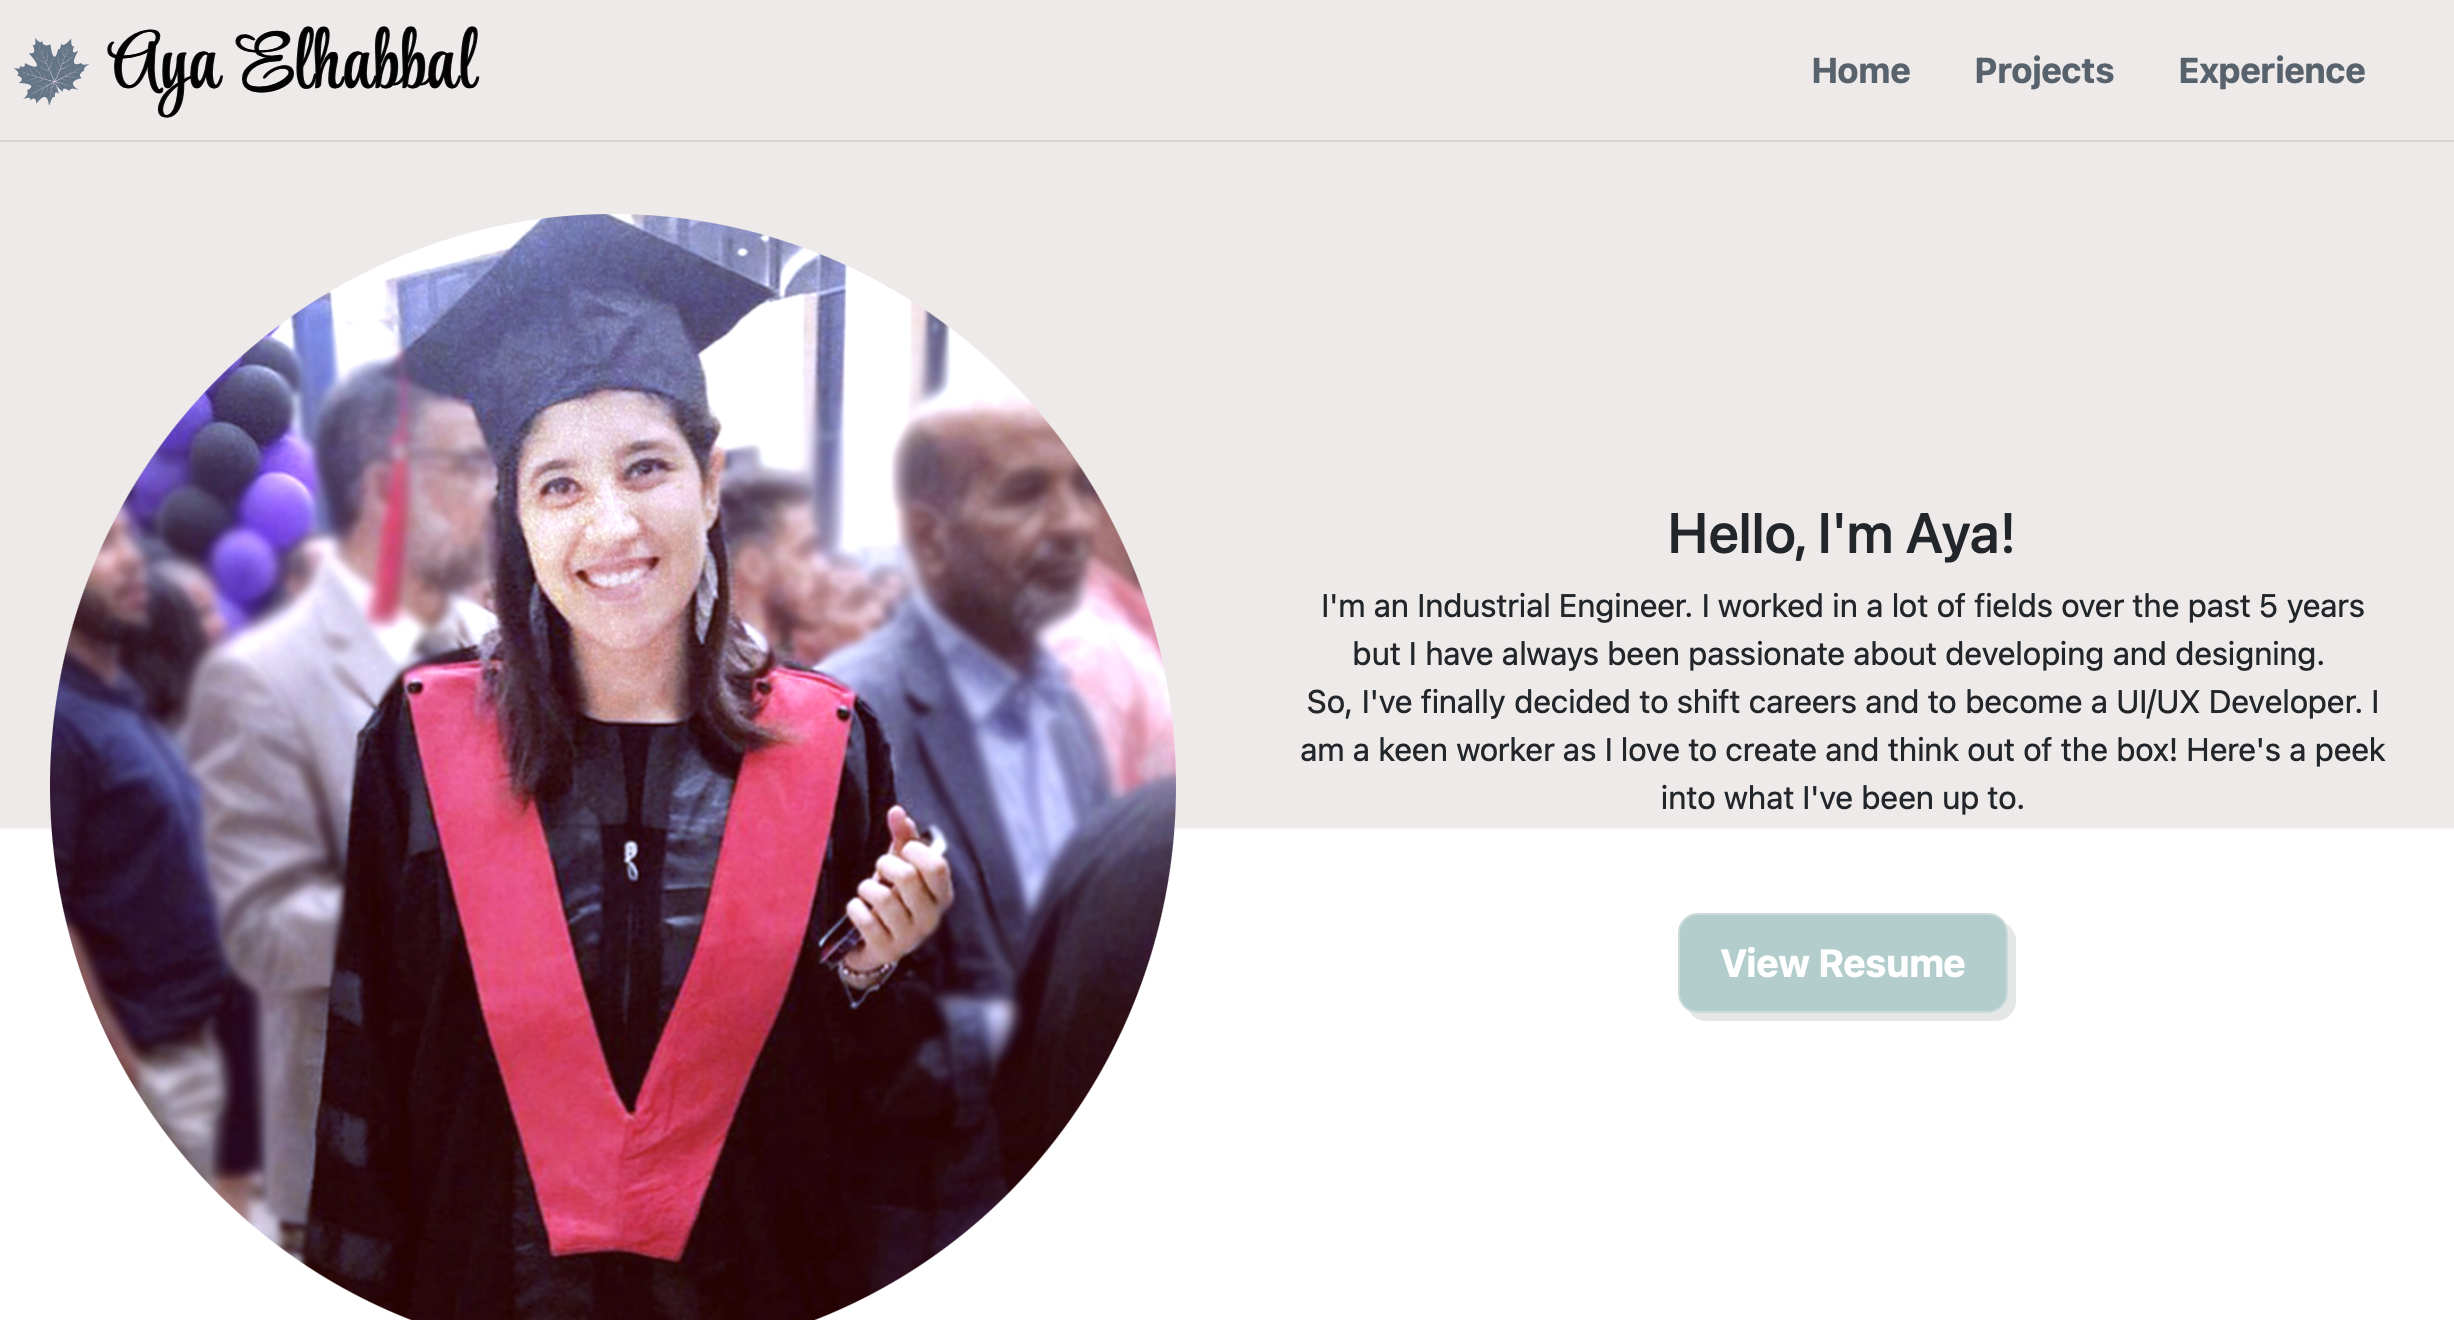 Aya Elhabbal
Home Projects Experience
Hello, I'm Aya!
I'm an Industrial Engineer. I worked in a lot of fields over the past 5 years
but I have always been passionate about developing and designing.
So, I've finally decided to shift careers and to become a UI/UX Developer. I
am a keen worker as I love to create and think out of the box! Here's a peek
into what I've been up to.
View Resume